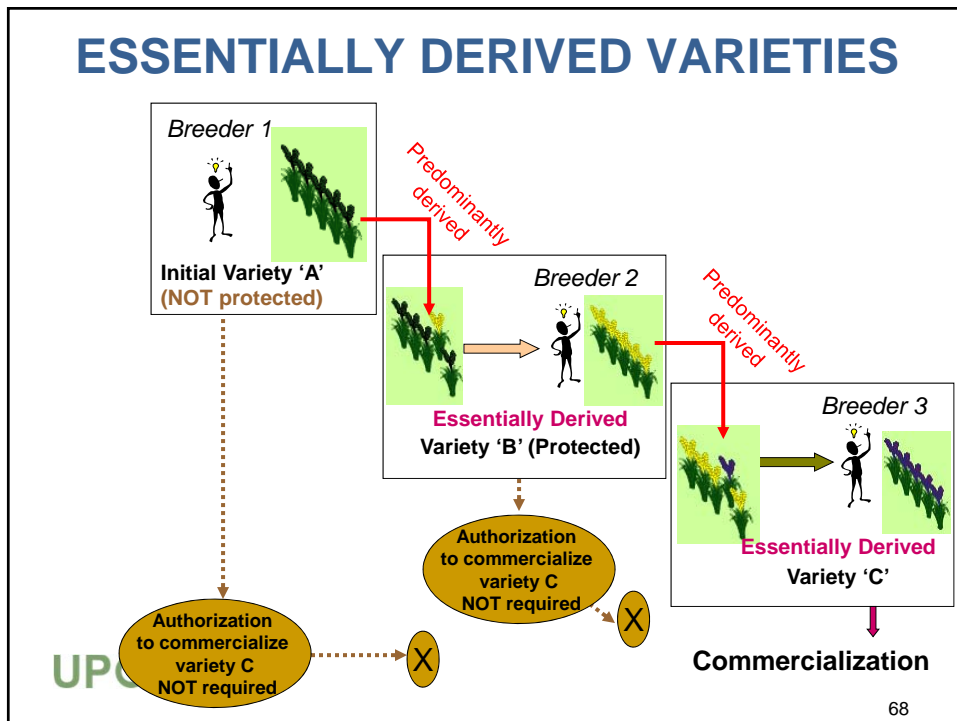 ESSENTIALLY DERIVED VARIETIES
Breeder 1
Initial Variety ‘A’
(NOT protected)
Predominantly
derived
Breeder 2
Essentially Derived
Variety ‘B’ (Protected)
Predominantly
derived
Breeder 3
Essentially Derived
Variety ‘C’
Authorization
to commercialize
variety C
NOT required
X
Authorization
to commercialize
variety C
NOT required
X
Commercialization
68